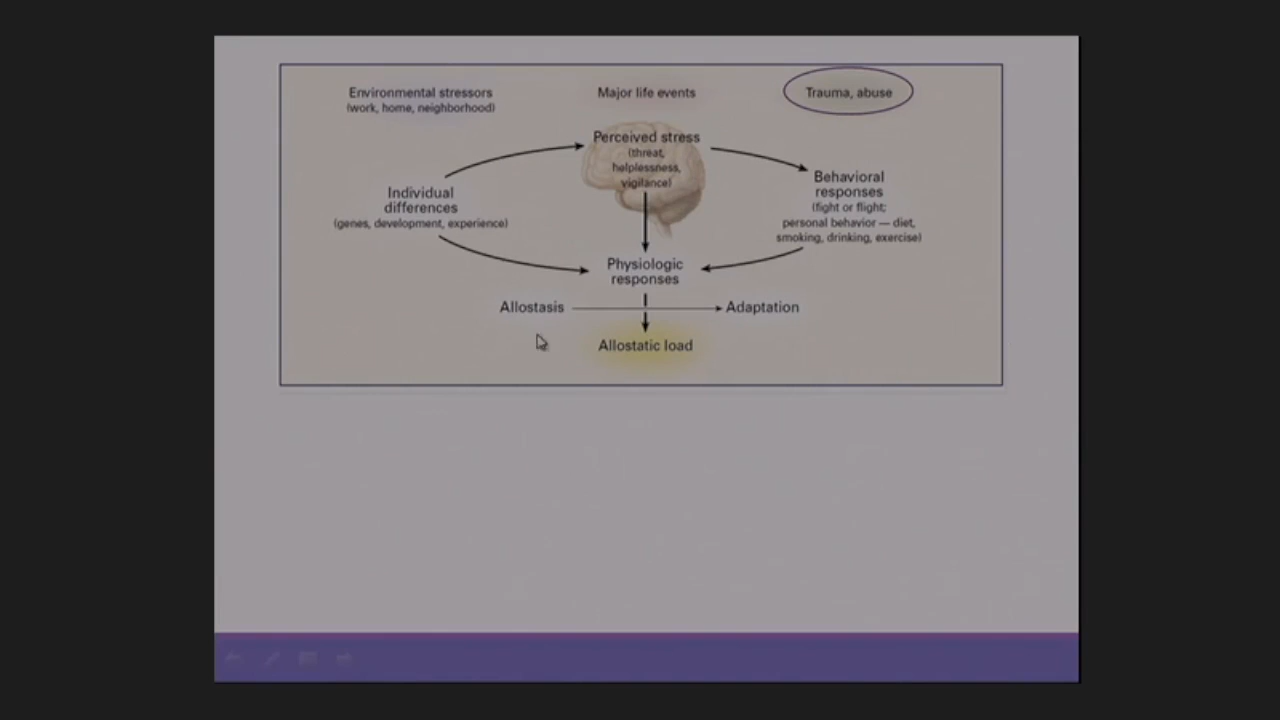 Environmental stressors
(work, home, neighborhood)
Major life events
Trauma, abuse
Perceived stress
(threat,
helplessness,
vigilance)
Individual
differences
(genes, development, experience)
Behavioral
responses
(fight or flight;
personal behavior — diet,
smoking, drinking, exercise)
Physiologic
responses
Allostasis
Adaptation
Allostatic load